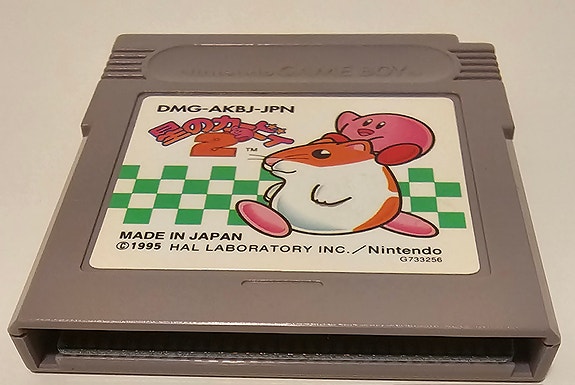 Nintendo GAME BOY
DMG-AKBJ-JPN
星のカービィ
2 TM
MADE IN JAPAN
©1995 HAL LABORATORY INC./Nintendo
G733256